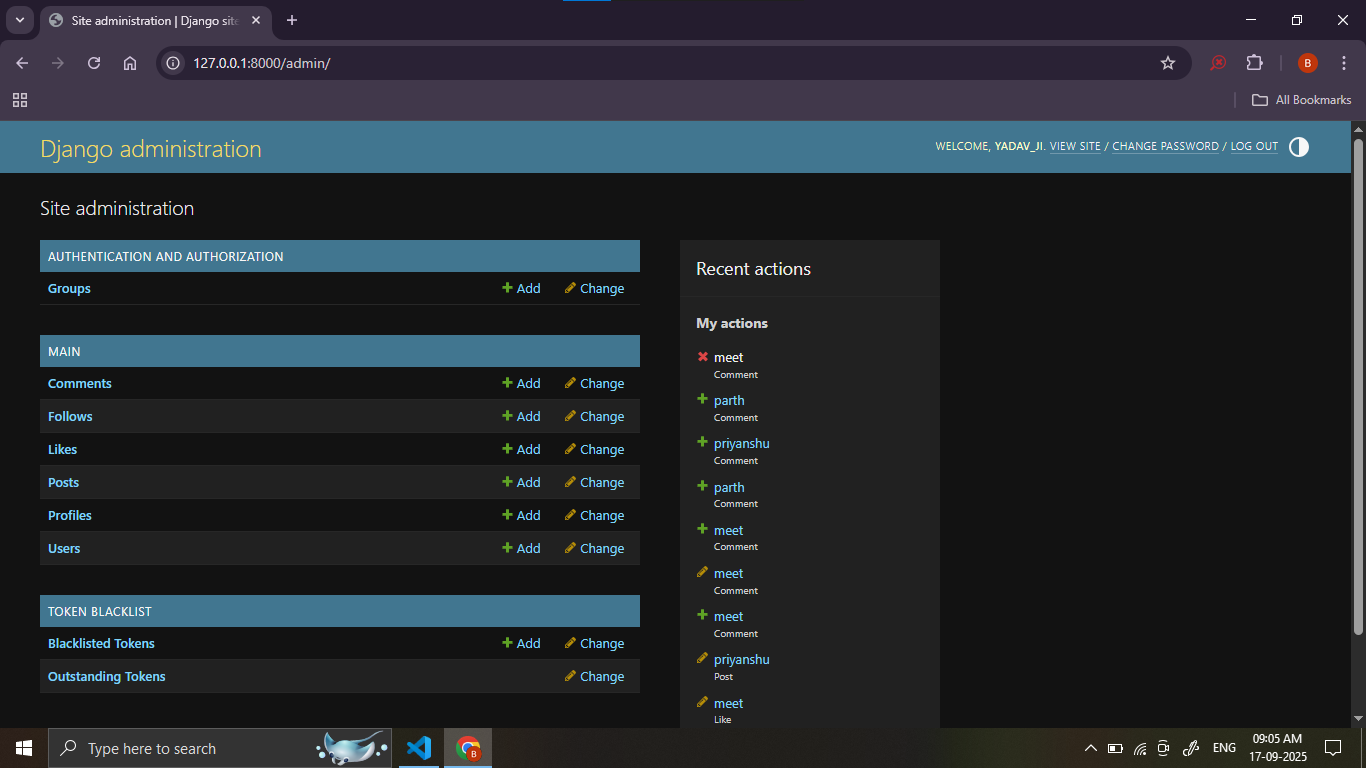 Site administration | Django site
127.0.0.1:8000/admin/
B
All Bookmarks
Django administration
WELCOME, YADAV_JI. VIEW SITE / CHANGE PASSWORD / LOG OUT
Site administration
AUTHENTICATION AND AUTHORIZATION
Groups Add Change
MAIN
Comments Add Change
Follows Add Change
Likes Add Change
Posts Add Change
Profiles Add Change
Users Add Change
TOKEN BLACKLIST
Blacklisted Tokens Add Change
Outstanding Tokens Change
Recent actions
My actions
meet
Comment
parth
Comment
priyanshu
Comment
parth
Comment
meet
Comment
meet
Comment
meet
Comment
priyanshu
Post
meet
Like
Type here to search
B
ENG
09:05 AM
17-09-2025